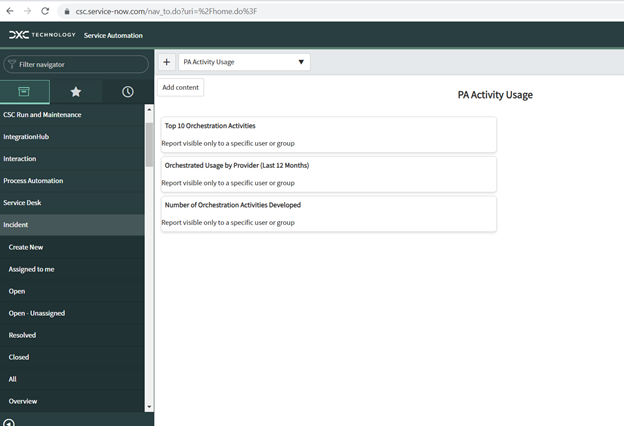 csc.service-now.com/nav_to.do?uri=%2Fhome.do%3F
DXC TECHNOLOGY Service Automation
Filter navigator
PA Activity Usage
Add content
PA Activity Usage
CSC Run and Maintenance
IntegrationHub
Interaction
Process Automation
Service Desk
Incident
Create New
Assigned to me
Open
Open - Unassigned
Resolved
Closed
All
Overview
Top 10 Orchestration Activities
Report visible only to a specific user or group
Orchestrated Usage by Provider (Last 12 Months)
Report visible only to a specific user or group
Number of Orchestration Activities Developed
Report visible only to a specific user or group